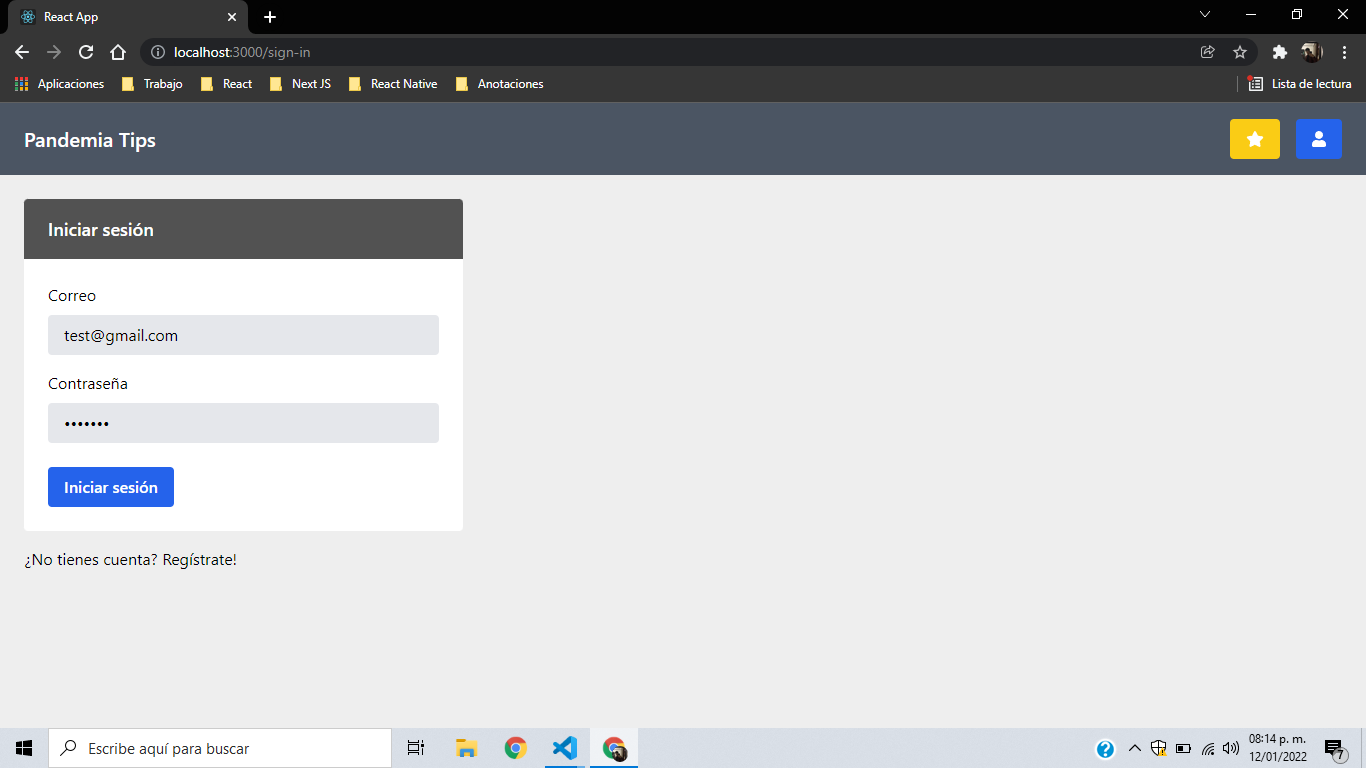 React App
localhost:3000/sign-in
Aplicaciones Trabajo React Next JS React Native Anotaciones Lista de lectura
Pandemia Tips
Iniciar sesión
Correo
test@gmail.com
Contraseña
•••••••
Iniciar sesión
¿No tienes cuenta? Regístrate!
Escribe aquí para buscar
08:14 p. m.
12/01/2022
7